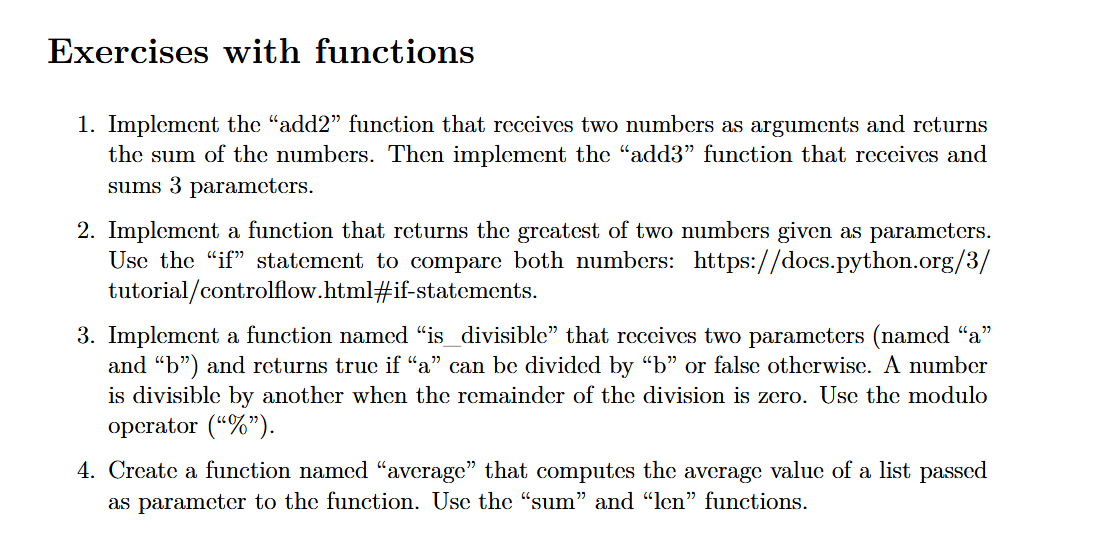 Exercises with functions
1. Implement the “add2” function that receives two numbers as arguments and returns
the sum of the numbers. Then implement the “add3” function that receives and
sums 3 parameters.
2. Implement a function that returns the greatest of two numbers given as parameters.
Use the “if” statement to compare both numbers: https://docs.python.org/3/
tutorial/controlflow.html#if-statements.
3. Implement a function named “is_divisible” that receives two parameters (named “a”
and “b”) and returns true if “a” can be divided by “b” or false otherwise. A number
is divisible by another when the remainder of the division is zero. Use the modulo
operator (“%”).
4. Create a function named “average” that computes the average value of a list passed
as parameter to the function. Use the “sum” and “len” functions.